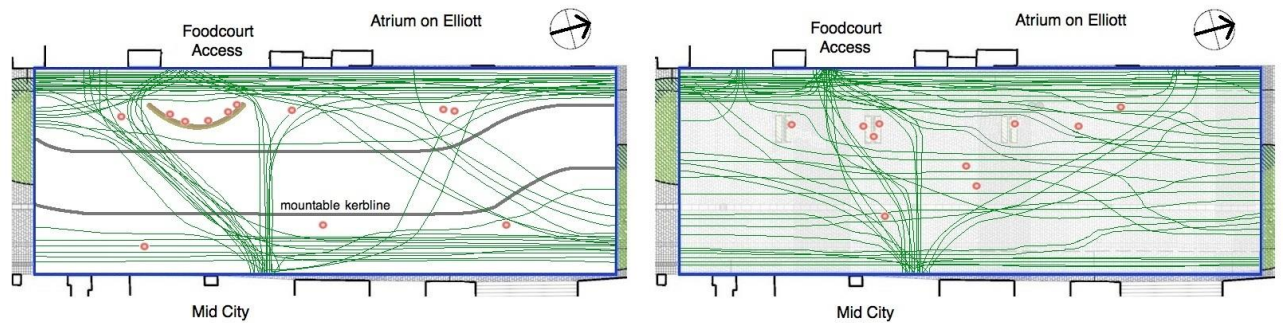 Foodcourt
Access
Atrium on Elliott
mountable kerbline
Mid City
Foodcourt
Access
Atrium on Elliott
Mid City